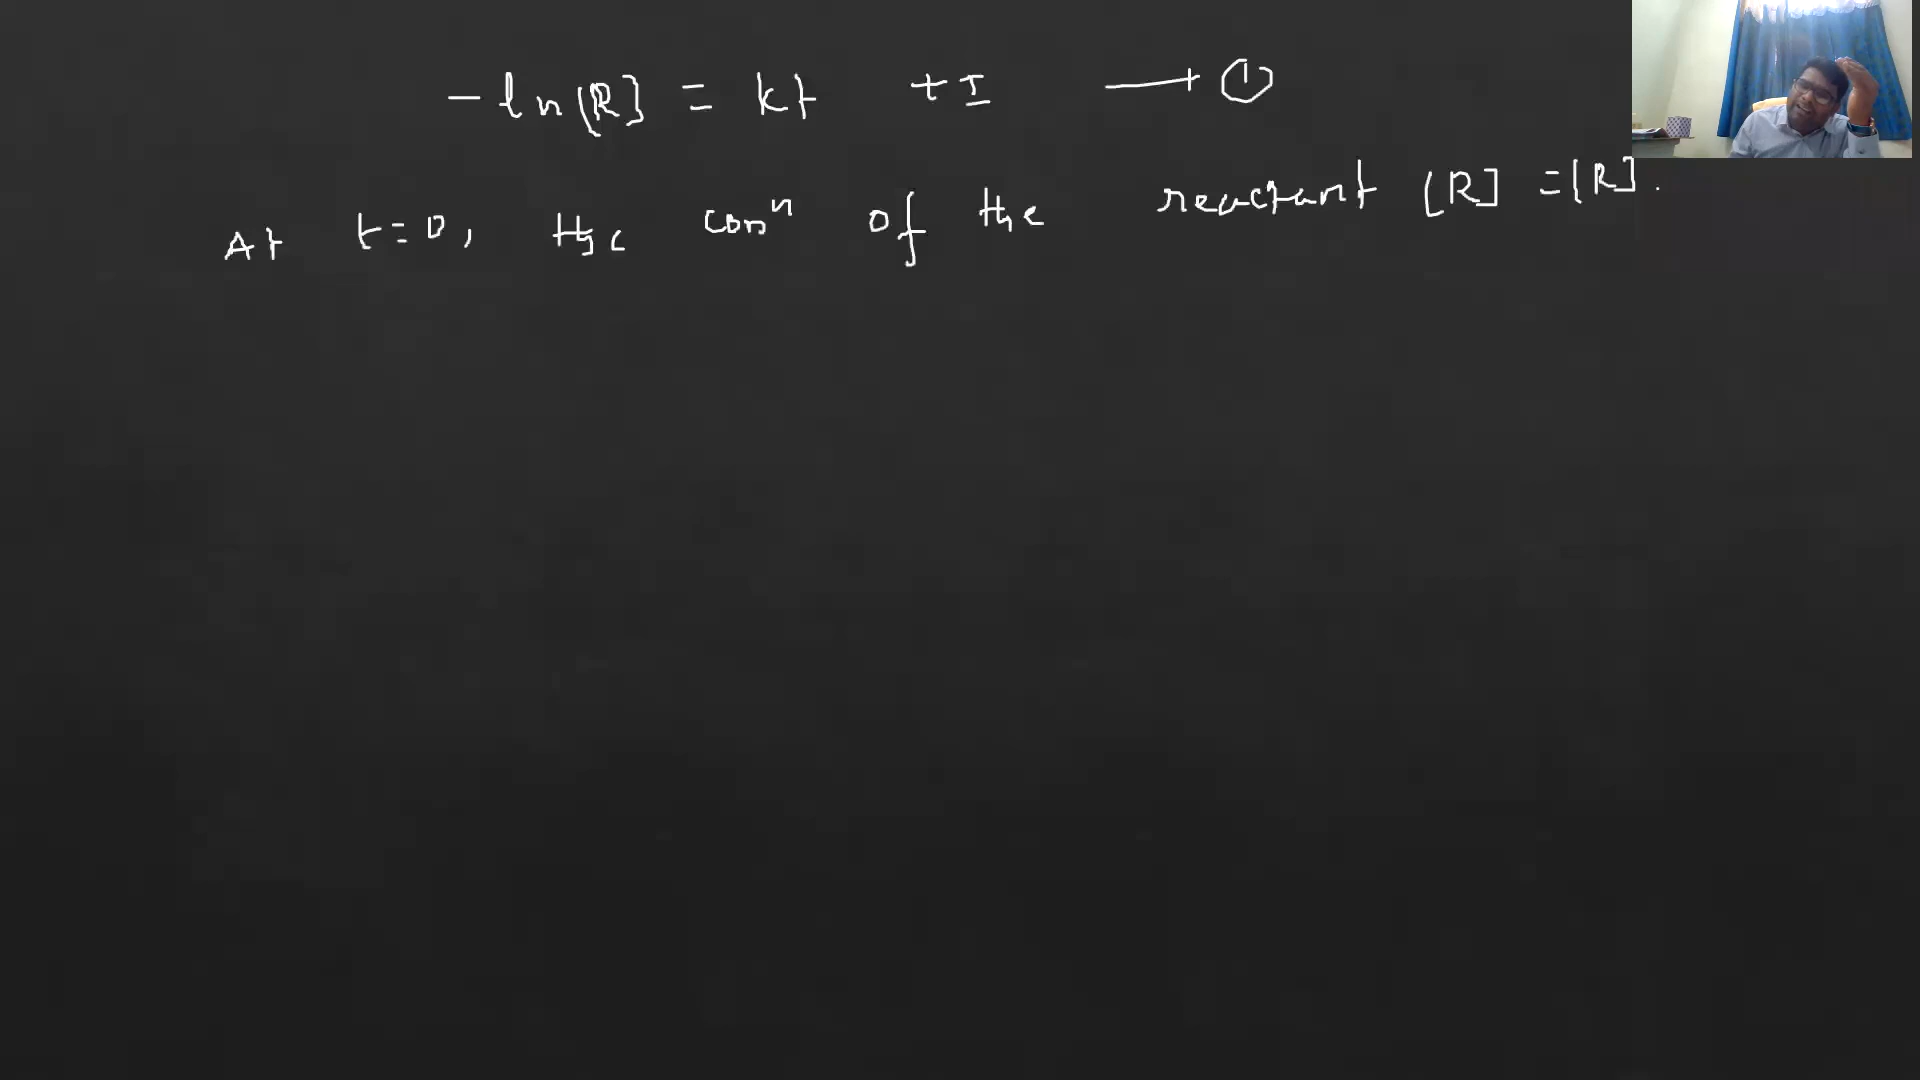 - ln[R] = kt + I ⟶ ①
At t=0, the conⁿ of the reactant [R] = [R].